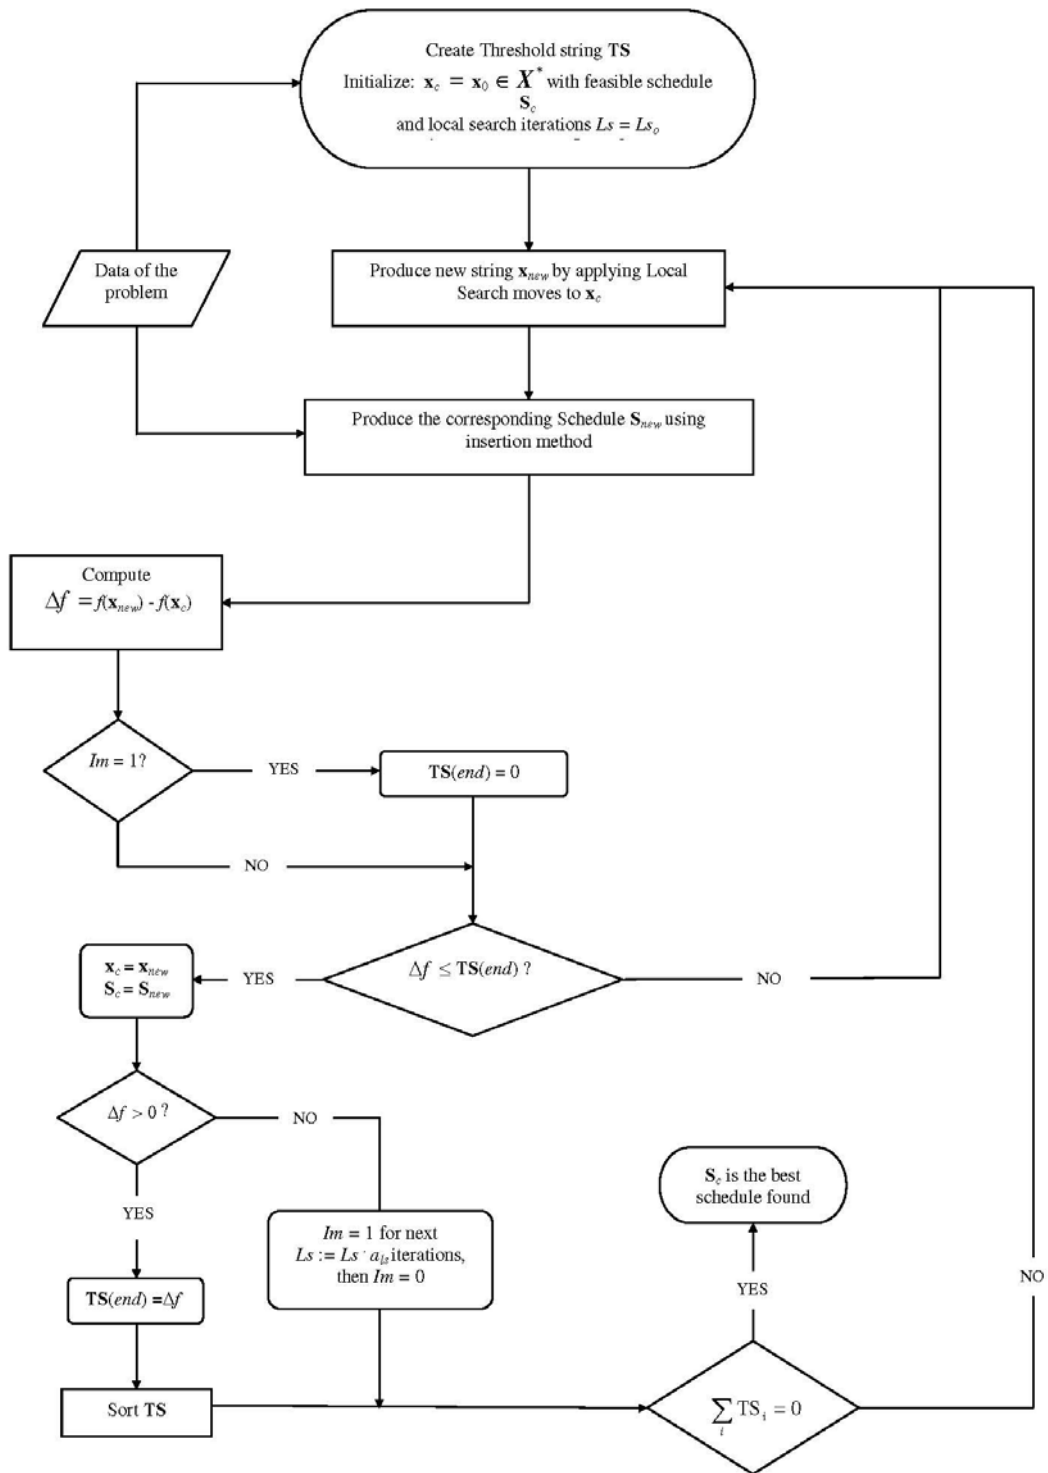 Create Threshold string TS
Initialize: x_c = x_0 ∈ X* with feasible schedule
S_c
and local search iterations Ls = Ls_o
Data of the
problem
Produce new string x_new by applying Local
Search moves to x_c
Produce the corresponding Schedule S_new using
insertion method
Compute
Δf = f(x_new) - f(x_c)
Im = 1?
YES
TS(end) = 0
NO
x_c = x_new
S_c = S_new
YES
Δf ≤ TS(end) ?
NO
Δf > 0 ?
NO
S_c is the best
schedule found
YES
Im = 1 for next
Ls := Ls · a_ls iterations,
then Im = 0
YES
NO
TS(end) =Δf
Sort TS
∑_i TS_i = 0